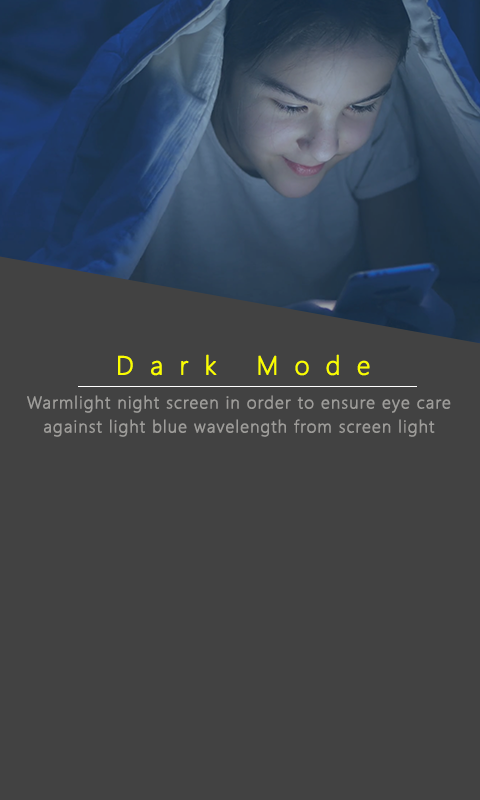 Dark Mode
Warmlight night screen in order to ensure eye care
against light blue wavelength from screen light